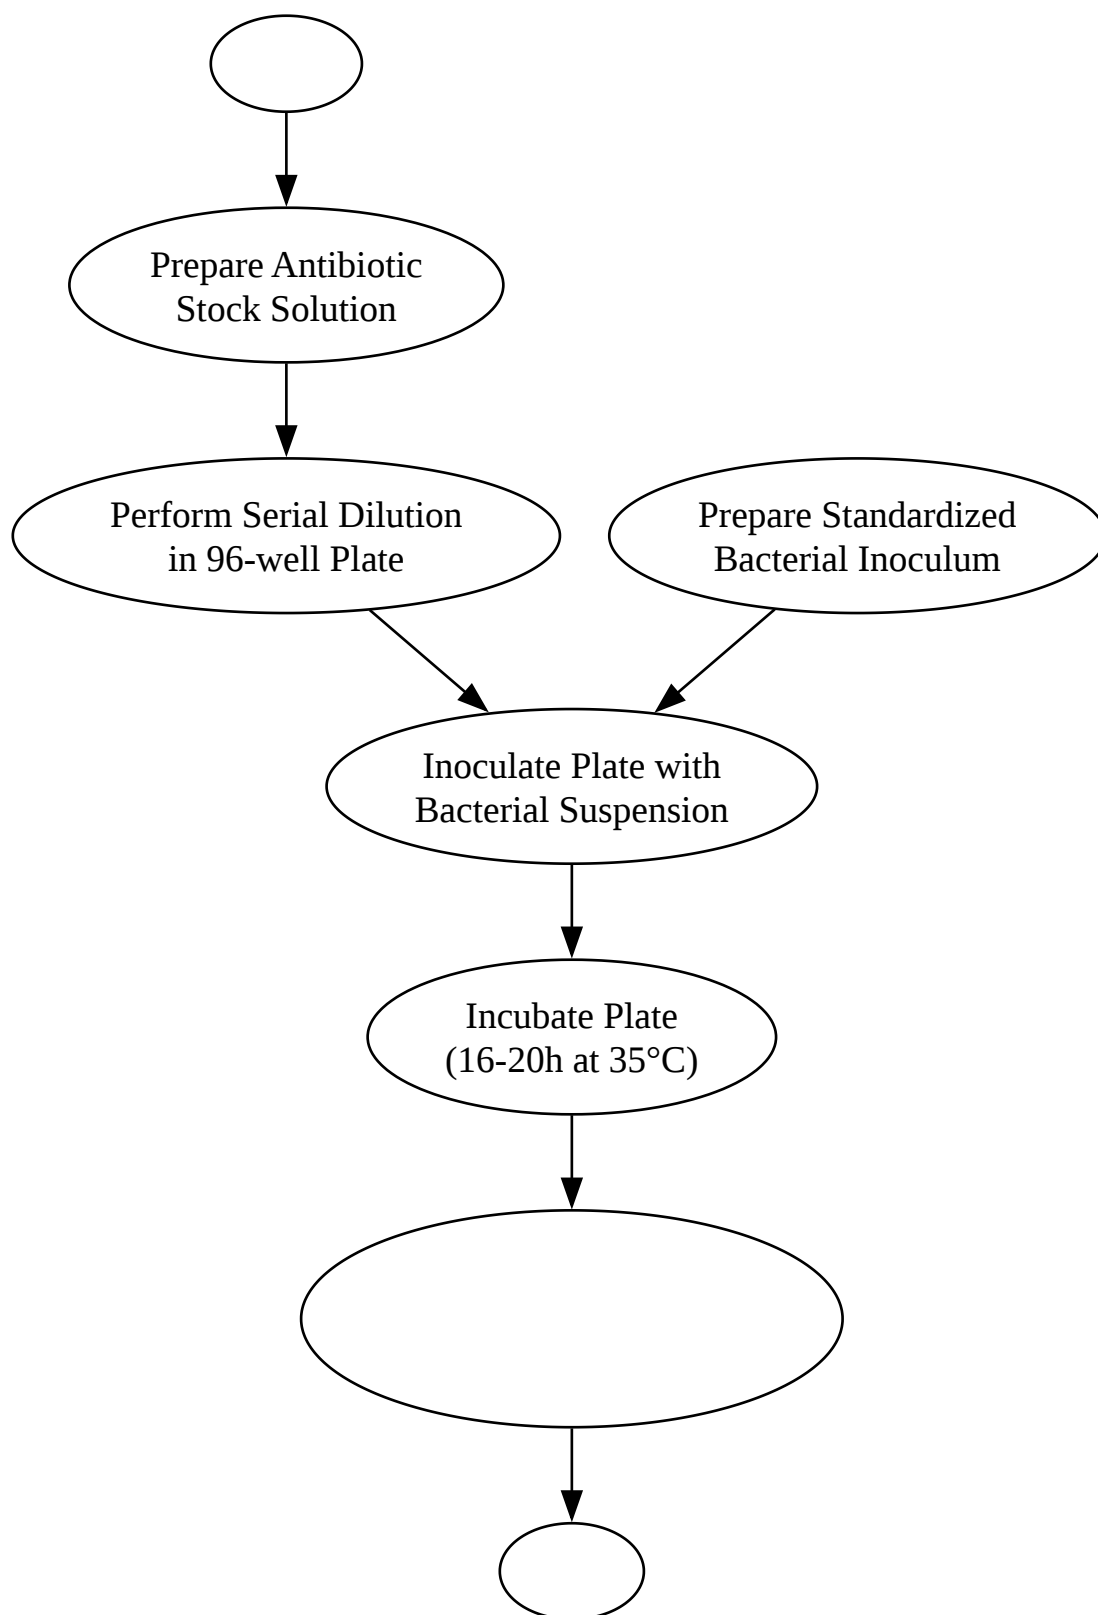 Prepare Antibiotic
Stock Solution
Perform Serial Dilution
in 96-well Plate
Prepare Standardized
Bacterial Inoculum
Inoculate Plate with
Bacterial Suspension
Incubate Plate
(16-20h at 35°C)